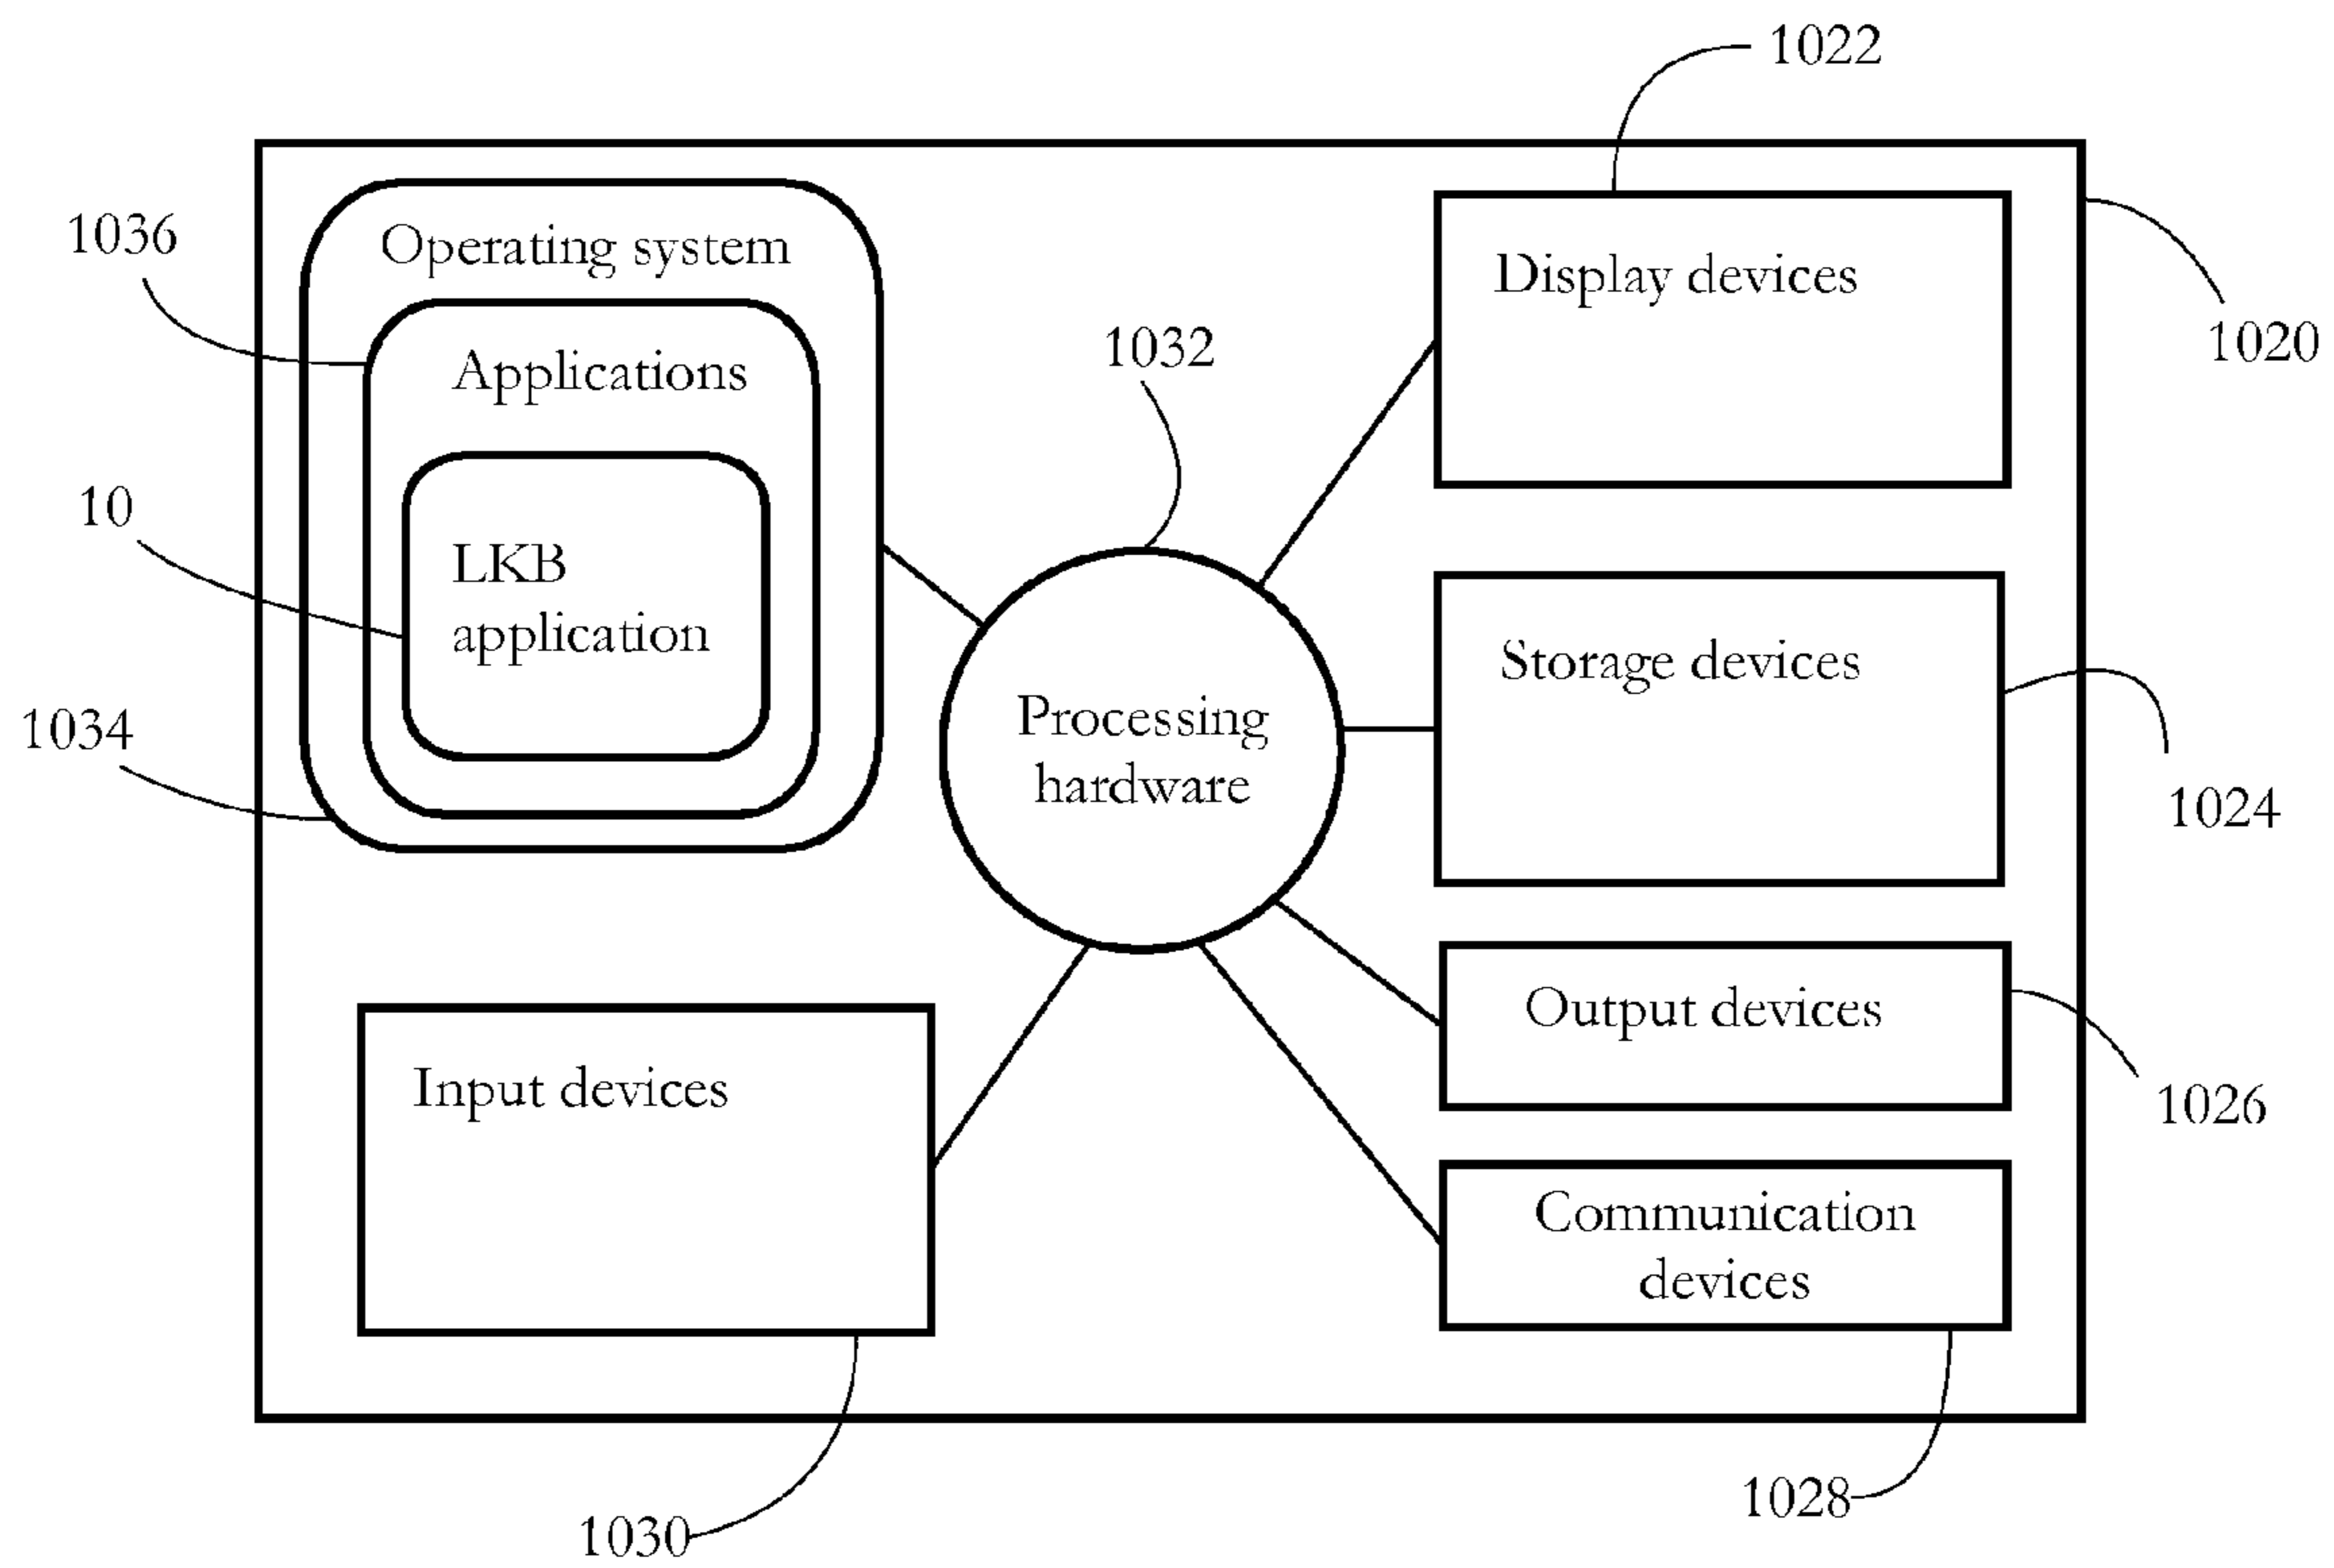 1022
1036
Operating system
Display devices
1020
Applications
1032
10
LKB
application
Storage devices
1034
Processing
hardware
1024
Output devices
Input devices
1026
Communication
devices
1028
1030